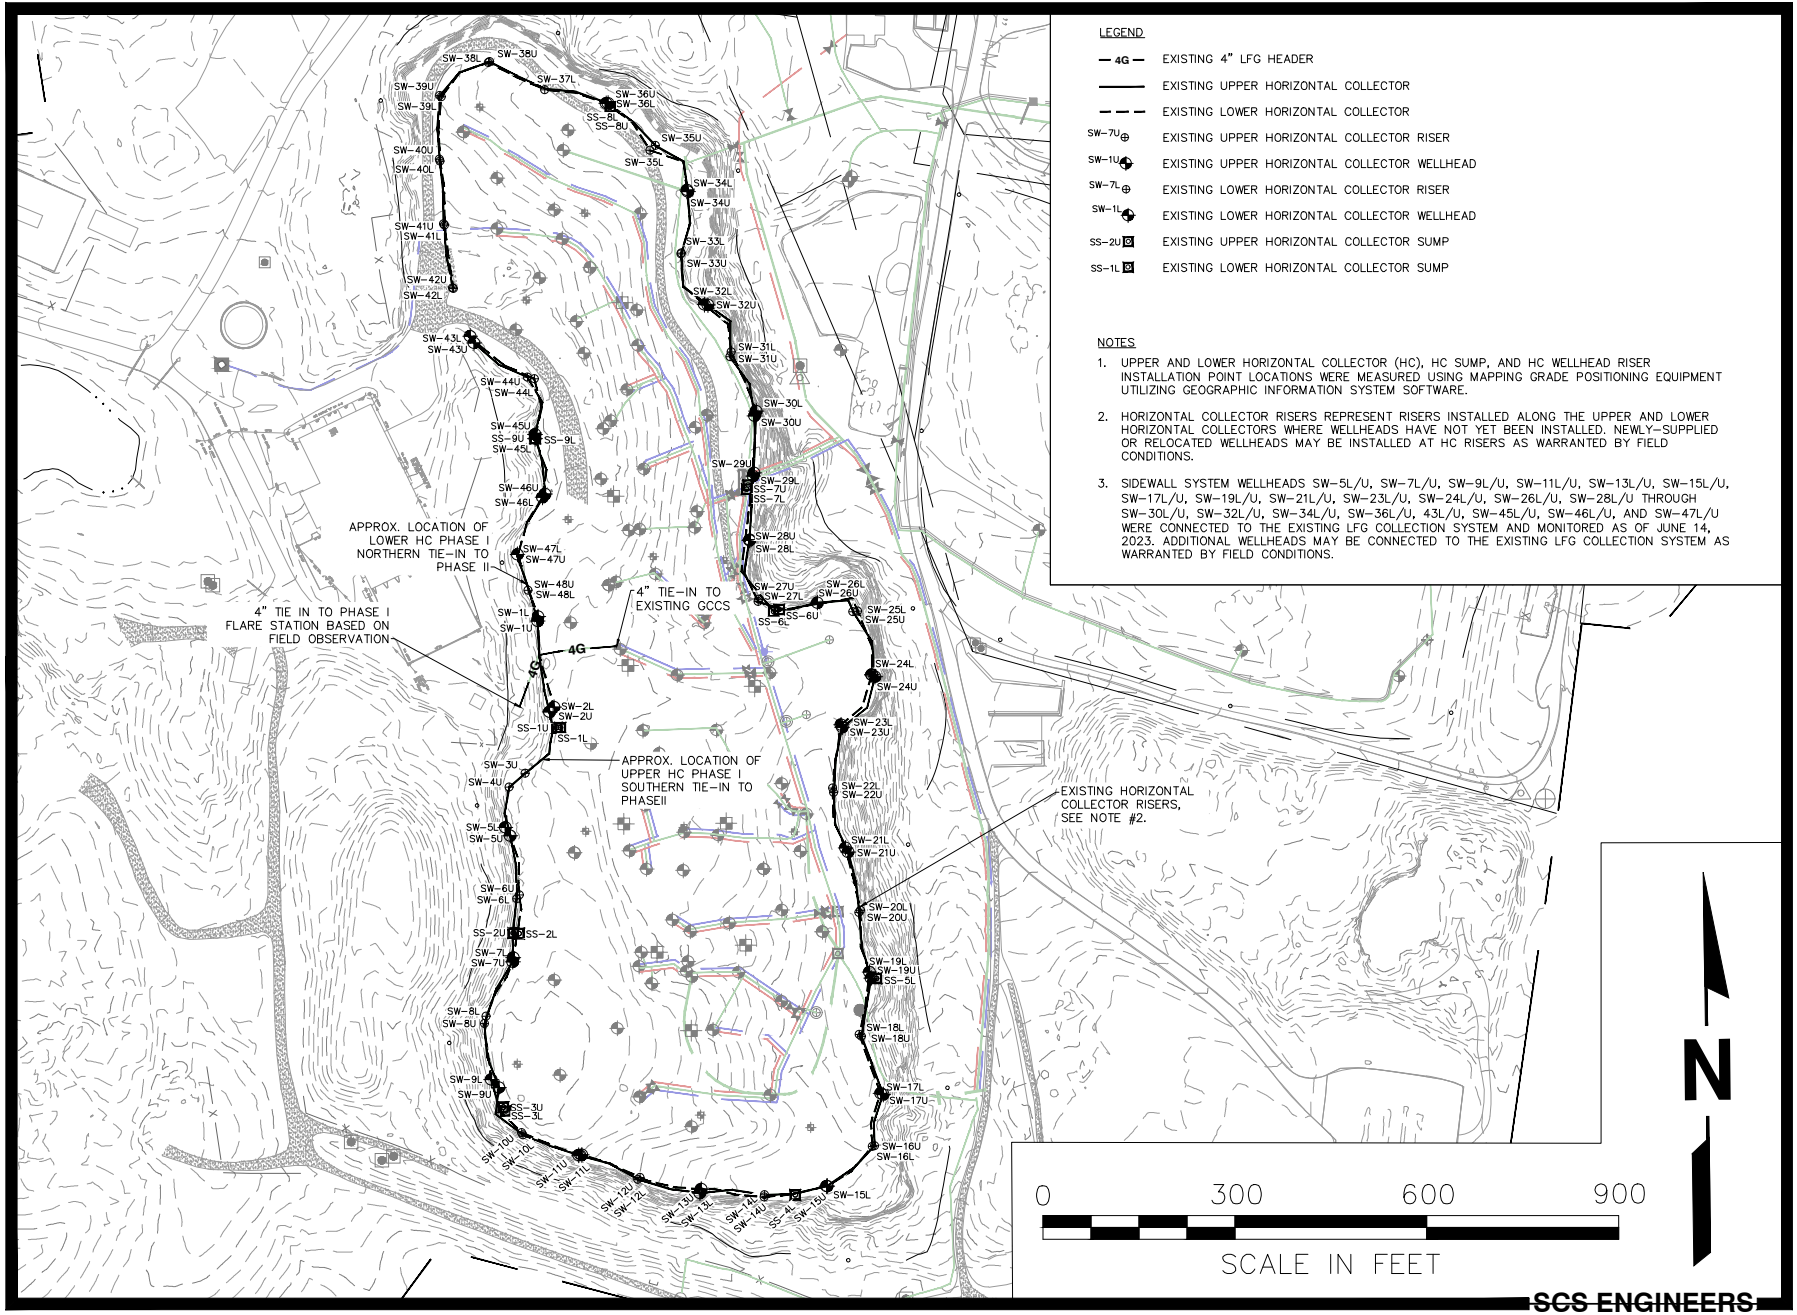 LEGEND
4G EXISTING 4" LFG HEADER
EXISTING UPPER HORIZONTAL COLLECTOR
EXISTING LOWER HORIZONTAL COLLECTOR
SW-7U EXISTING UPPER HORIZONTAL COLLECTOR RISER
SW-1U EXISTING UPPER HORIZONTAL COLLECTOR WELLHEAD
SW-7L EXISTING LOWER HORIZONTAL COLLECTOR RISER
SW-1L EXISTING LOWER HORIZONTAL COLLECTOR WELLHEAD
SS-2U EXISTING UPPER HORIZONTAL COLLECTOR SUMP
SS-1L EXISTING LOWER HORIZONTAL COLLECTOR SUMP
NOTES
1. UPPER AND LOWER HORIZONTAL COLLECTOR (HC), HC SUMP, AND HC WELLHEAD RISER
INSTALLATION POINT LOCATIONS WERE MEASURED USING MAPPING GRADE POSITIONING EQUIPMENT
UTILIZING GEOGRAPHIC INFORMATION SYSTEM SOFTWARE.
2. HORIZONTAL COLLECTOR RISERS REPRESENT RISERS INSTALLED ALONG THE UPPER AND LOWER
HORIZONTAL COLLECTORS WHERE WELLHEADS HAVE NOT YET BEEN INSTALLED. NEWLY-SUPPLIED
OR RELOCATED WELLHEADS MAY BE INSTALLED AT HC RISERS AS WARRANTED BY FIELD
CONDITIONS.
3. SIDEWALL SYSTEM WELLHEADS SW-5L/U, SW-7L/U, SW-9L/U, SW-11L/U, SW-13L/U, SW-15L/U,
SW-17L/U, SW-19L/U, SW-21L/U, SW-23L/U, SW-24L/U, SW-26L/U, SW-28L/U THROUGH
SW-30L/U, SW-32L/U, SW-34L/U, SW-36L/U, 43L/U, SW-45L/U, SW-46L/U, AND SW-47L/U
WERE CONNECTED TO THE EXISTING LFG COLLECTION SYSTEM AND MONITORED AS OF JUNE 14,
2023. ADDITIONAL WELLHEADS MAY BE CONNECTED TO THE EXISTING LFG COLLECTION SYSTEM AS
WARRANTED BY FIELD CONDITIONS.
SW-38L
SW-38U
SW-37L
SW-39U
SW-39L
SW-36U
SW-36L
SS-8L
SS-8U
SW-35U
SW-35L
SW-40U
SW-40L
SW-34L
SW-34U
SW-41U
SW-41L
SW-33L
SW-33U
SW-42U
SW-42L
SW-32L
SW-32U
SW-43L
SW-43U
SW-31L
SW-31U
SW-44U
SW-44L
SW-30L
SW-30U
SW-45U
SS-9U
SS-9L
SW-45L
SW-29U
SW-29L
SS-7U
SS-7L
SW-46U
SW-46L
APPROX. LOCATION OF
LOWER HC PHASE I
NORTHERN TIE-IN TO
PHASE II
SW-28U
SW-28L
SW-47L
SW-47U
SW-48U
SW-48L
4" TIE-IN TO
EXISTING GCCS
SW-27U
SW-27L
SW-26L
SW-26U
SS-6L
SS-6U
SW-25L
SW-25U
4" TIE IN TO PHASE I
FLARE STATION BASED ON
FIELD OBSERVATION
SW-1L
SW-1U
4G
4G
SW-24L
SW-24U
SW-2L
SW-2U
SS-1U
SS-1L
SW-23L
SW-23U
SW-3U
SW-4U
APPROX. LOCATION OF
UPPER HC PHASE I
SOUTHERN TIE-IN TO
PHASEII
SW-22L
SW-22U
EXISTING HORIZONTAL
COLLECTOR RISERS,
SEE NOTE #2.
SW-5L
SW-5U
SW-21L
SW-21U
SW-6U
SW-6L
SW-20L
SW-20U
SS-2U
SS-2L
SW-7L
SW-7U
SW-19L
SW-19U
SS-5L
SW-8L
SW-8U
SW-18L
SW-18U
SW-9L
SW-9U
SW-17L
SW-17U
SS-3U
SS-3L
SW-10U
SW-10L
SW-16U
SW-16L
SW-11U
SW-11L
SW-12U
SW-12L
SW-13U
SW-13L
SW-14L
SW-14U
SS-4L
SW-15U
SW-15L
0 300 600 900
SCALE IN FEET
N
SCS ENGINEERS